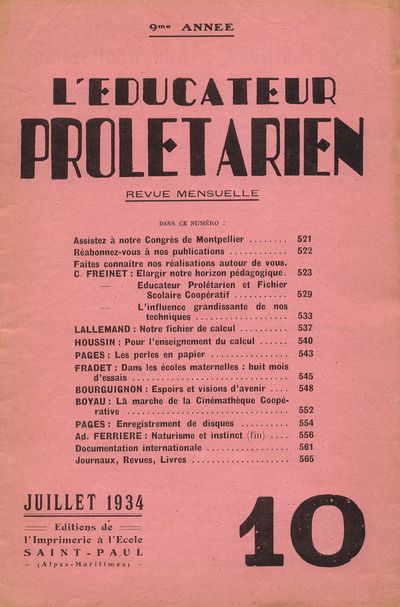 9me ANNEE
L'EDUCATEUR
PROLETARIEN
REVUE MENSUELLE
DANS CE NUMÉRO :
Assistez à notre Congrès de Montpellier ........ 521
Réabonnez-vous à nos publications ............ 522
Faites connaitre nos réalisations autour de vous.
C. FREINET : Elargir notre horizon pédagogique. 523
— Educateur Prolétarien et Fichier
Scolaire Coopératif ........... 529
— L'influence grandissante de nos
techniques .................. 533
LALLEMAND : Notre fichier de calcul .......... 537
HOUSSIN : Pour l'enseignement du calcul ...... 540
PAGES : Les perles en papier ................ 543
FRADET : Dans les écoles maternelles : huit mois
d'essais ................................ 545
BOURGUIGNON : Espoirs et visions d'avenir .... 548
BOYAU : Là marche de la Cinémathèque Coopé-
rative .................................. 552
PAGES : Enregistrement de disques ............ 554
Ad. FERRIERE : Naturisme et instinct (fin) .... 556
Documentation internationale .................. 561
Journaux, Revues, Livres ...................... 565
JUILLET 1934
Editions de
l'Imprimerie à l'Ecole
SAINT-PAUL
— (Alpes-Maritimes) —
10